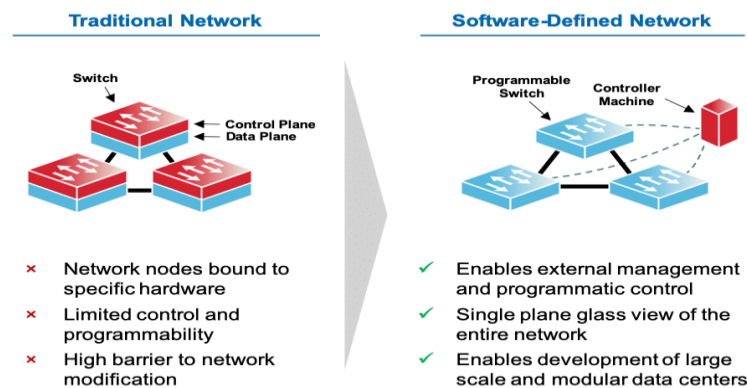 Traditional Network
Switch
Control Plane
Data Plane
× Network nodes bound to
specific hardware
× Limited control and
programmability
× High barrier to network
modification
Software-Defined Network
Programmable
Switch
Controller
Machine
✓ Enables external management
and programmatic control
✓ Single plane glass view of the
entire network
✓ Enables development of large
scale and modular data centers